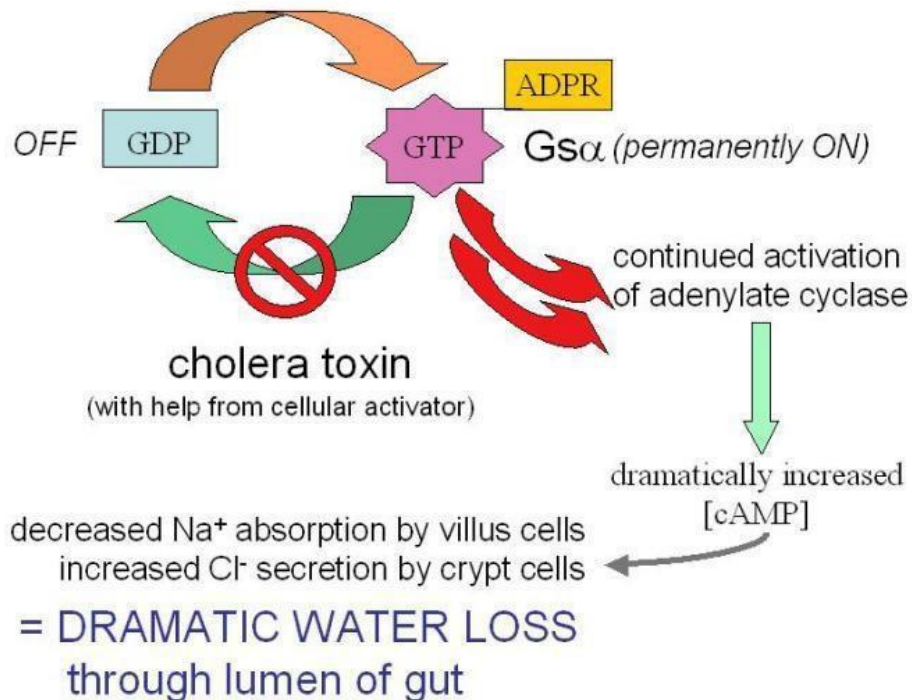 ADPR
OFF
GDP
GTP
Gsα (permanently ON)
continued activation
of adenylate cyclase
cholera toxin
(with help from cellular activator)
dramatically increased
[cAMP]
decreased Na⁺ absorption by villus cells
increased Cl⁻ secretion by crypt cells
= DRAMATIC WATER LOSS
through lumen of gut